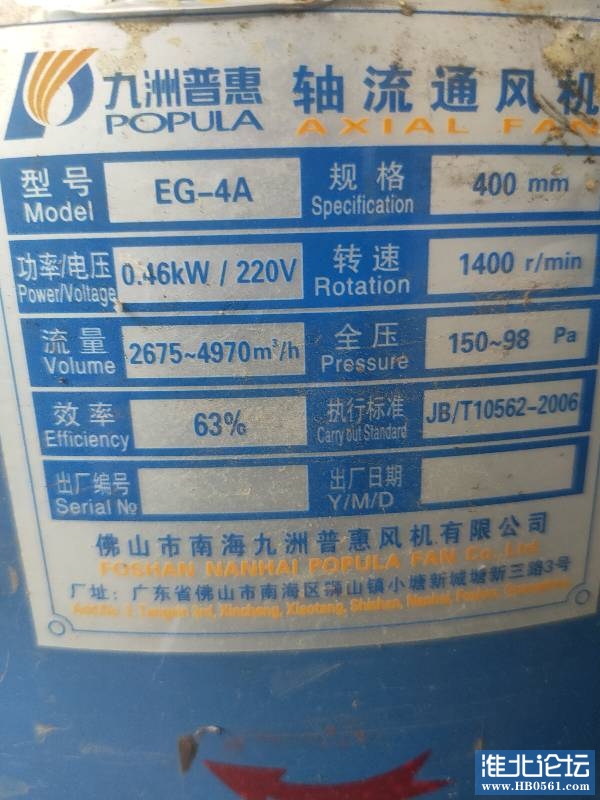 九洲普惠 轴流通风机
POPULA AXIAL FAN
型号 EG-4A 规格 400 mm
Model Specification
功率/电压 0.46kW / 220V 转速 1400 r/min
Power/Voltage Rotation
流量 2675~4970m³/h 全压 150~98 Pa
Volume Pressure
效率 63% 执行标准 JB/T10562-2006
Efficiency Carry out Standard
出厂编号 出厂日期
Serial № Y/M/D
佛山市南海九洲普惠风机有限公司
FOSHAN NANHAI POPULA FAN Co., Ltd.
厂址: 广东省佛山市南海区狮山镇小塘新城塘新三路3号
Xincheng, Xiaotang, Shishan, Nanhai,
淮北论坛
www.HB0561.com